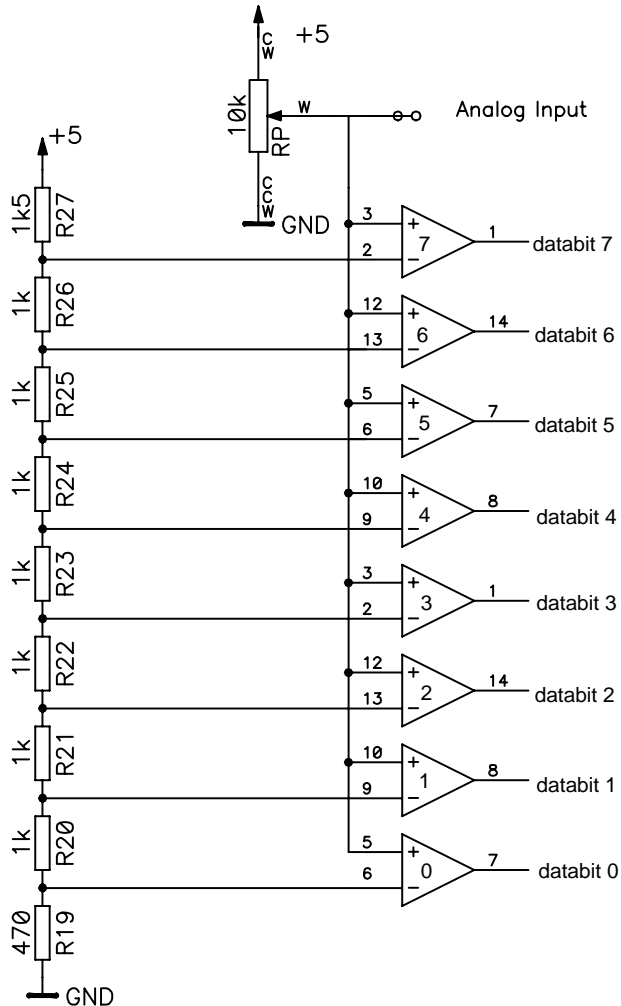 +5
C
W
10k
RP
W
C
C
W
GND
Analog Input
+5
1k5
R27
1k
R26
1k
R25
1k
R24
1k
R23
1k
R22
1k
R21
1k
R20
470
R19
GND
3
+
7
1
databit 7
2
−
12
+
6
14
databit 6
13
−
5
+
5
7
databit 5
6
−
10
+
4
8
databit 4
9
−
3
+
3
1
databit 3
2
−
12
+
2
14
databit 2
13
−
10
+
1
8
databit 1
9
−
5
+
0
7
databit 0
6
−